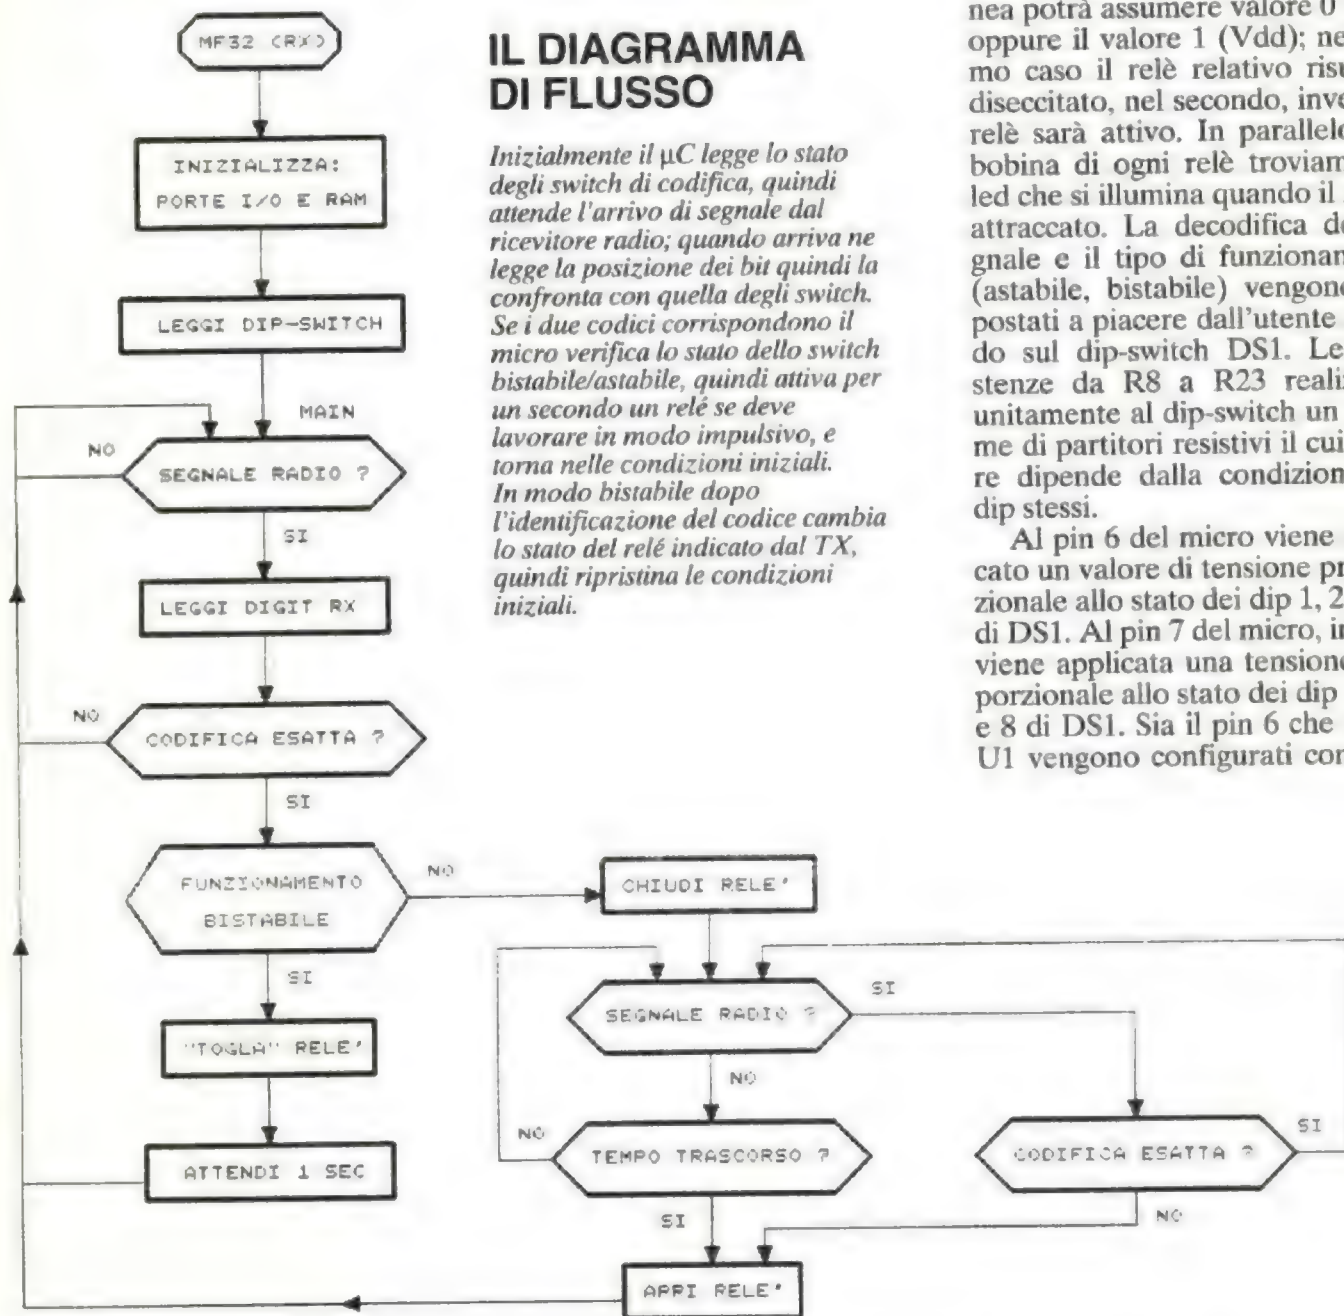 MF32 (RX)
INIZIALIZZA:
PORTE I/O E RAM
LEGGI DIP-SWITCH
MAIN
NO
SEGNALE RADIO ?
SI
LEGGI DIGIT RX
NO
CODIFICA ESATTA ?
SI
FUNZIONAMENTO
BISTABILE
NO
SI
"TOGLA" RELE'
ATTENDI 1 SEC
CHIUDI RELE'
SEGNALE RADIO ?
SI
NO
NO
TEMPO TRASCORSO ?
SI
CODIFICA ESATTA ?
SI
NO
APRI RELE'
IL DIAGRAMMA
DI FLUSSO
Inizialmente il µC legge lo stato
degli switch di codifica, quindi
attende l'arrivo di segnale dal
ricevitore radio; quando arriva ne
legge la posizione dei bit quindi la
confronta con quella degli switch.
Se i due codici corrispondono il
micro verifica lo stato dello switch
bistabile/astabile, quindi attiva per
un secondo un relé se deve
lavorare in modo impulsivo, e
torna nelle condizioni iniziali.
In modo bistabile dopo
l'identificazione del codice cambia
lo stato del relé indicato dal TX,
quindi ripristina le condizioni
iniziali.
nea potrà assumere valore 0
oppure il valore 1 (Vdd); ne
mo caso il relè relativo risu
diseccitato, nel secondo, inve
relè sarà attivo. In parallelo
bobina di ogni relè troviam
led che si illumina quando il
attraccato. La decodifica de
gnale e il tipo di funzionan
(astabile, bistabile) vengono
postati a piacere dall'utente
do sul dip-switch DS1. Le
stenze da R8 a R23 reali
unitamente al dip-switch un
me di partitori resistivi il cui
re dipende dalla condizion
dip stessi.
Al pin 6 del micro viene
cato un valore di tensione pr
zionale allo stato dei dip 1, 2
di DS1. Al pin 7 del micro, in
viene applicata una tensione
porzionale allo stato dei dip
e 8 di DS1. Sia il pin 6 che
U1 vengono configurati con